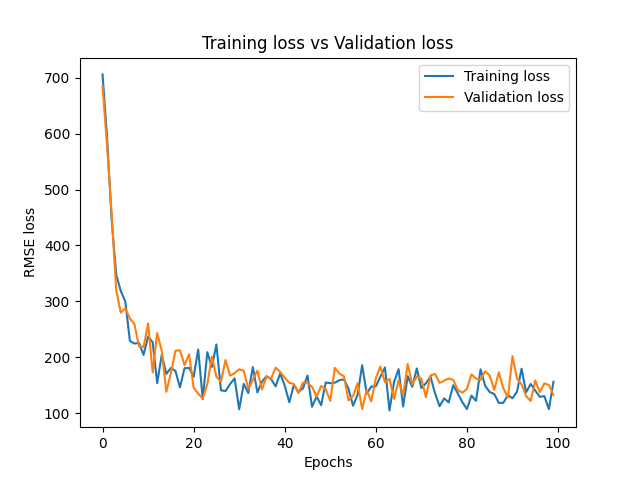 Training loss vs Validation loss
Training loss
Validation loss
RMSE loss
700
600
500
400
300
200
100
0 20 40 60 80 100
Epochs